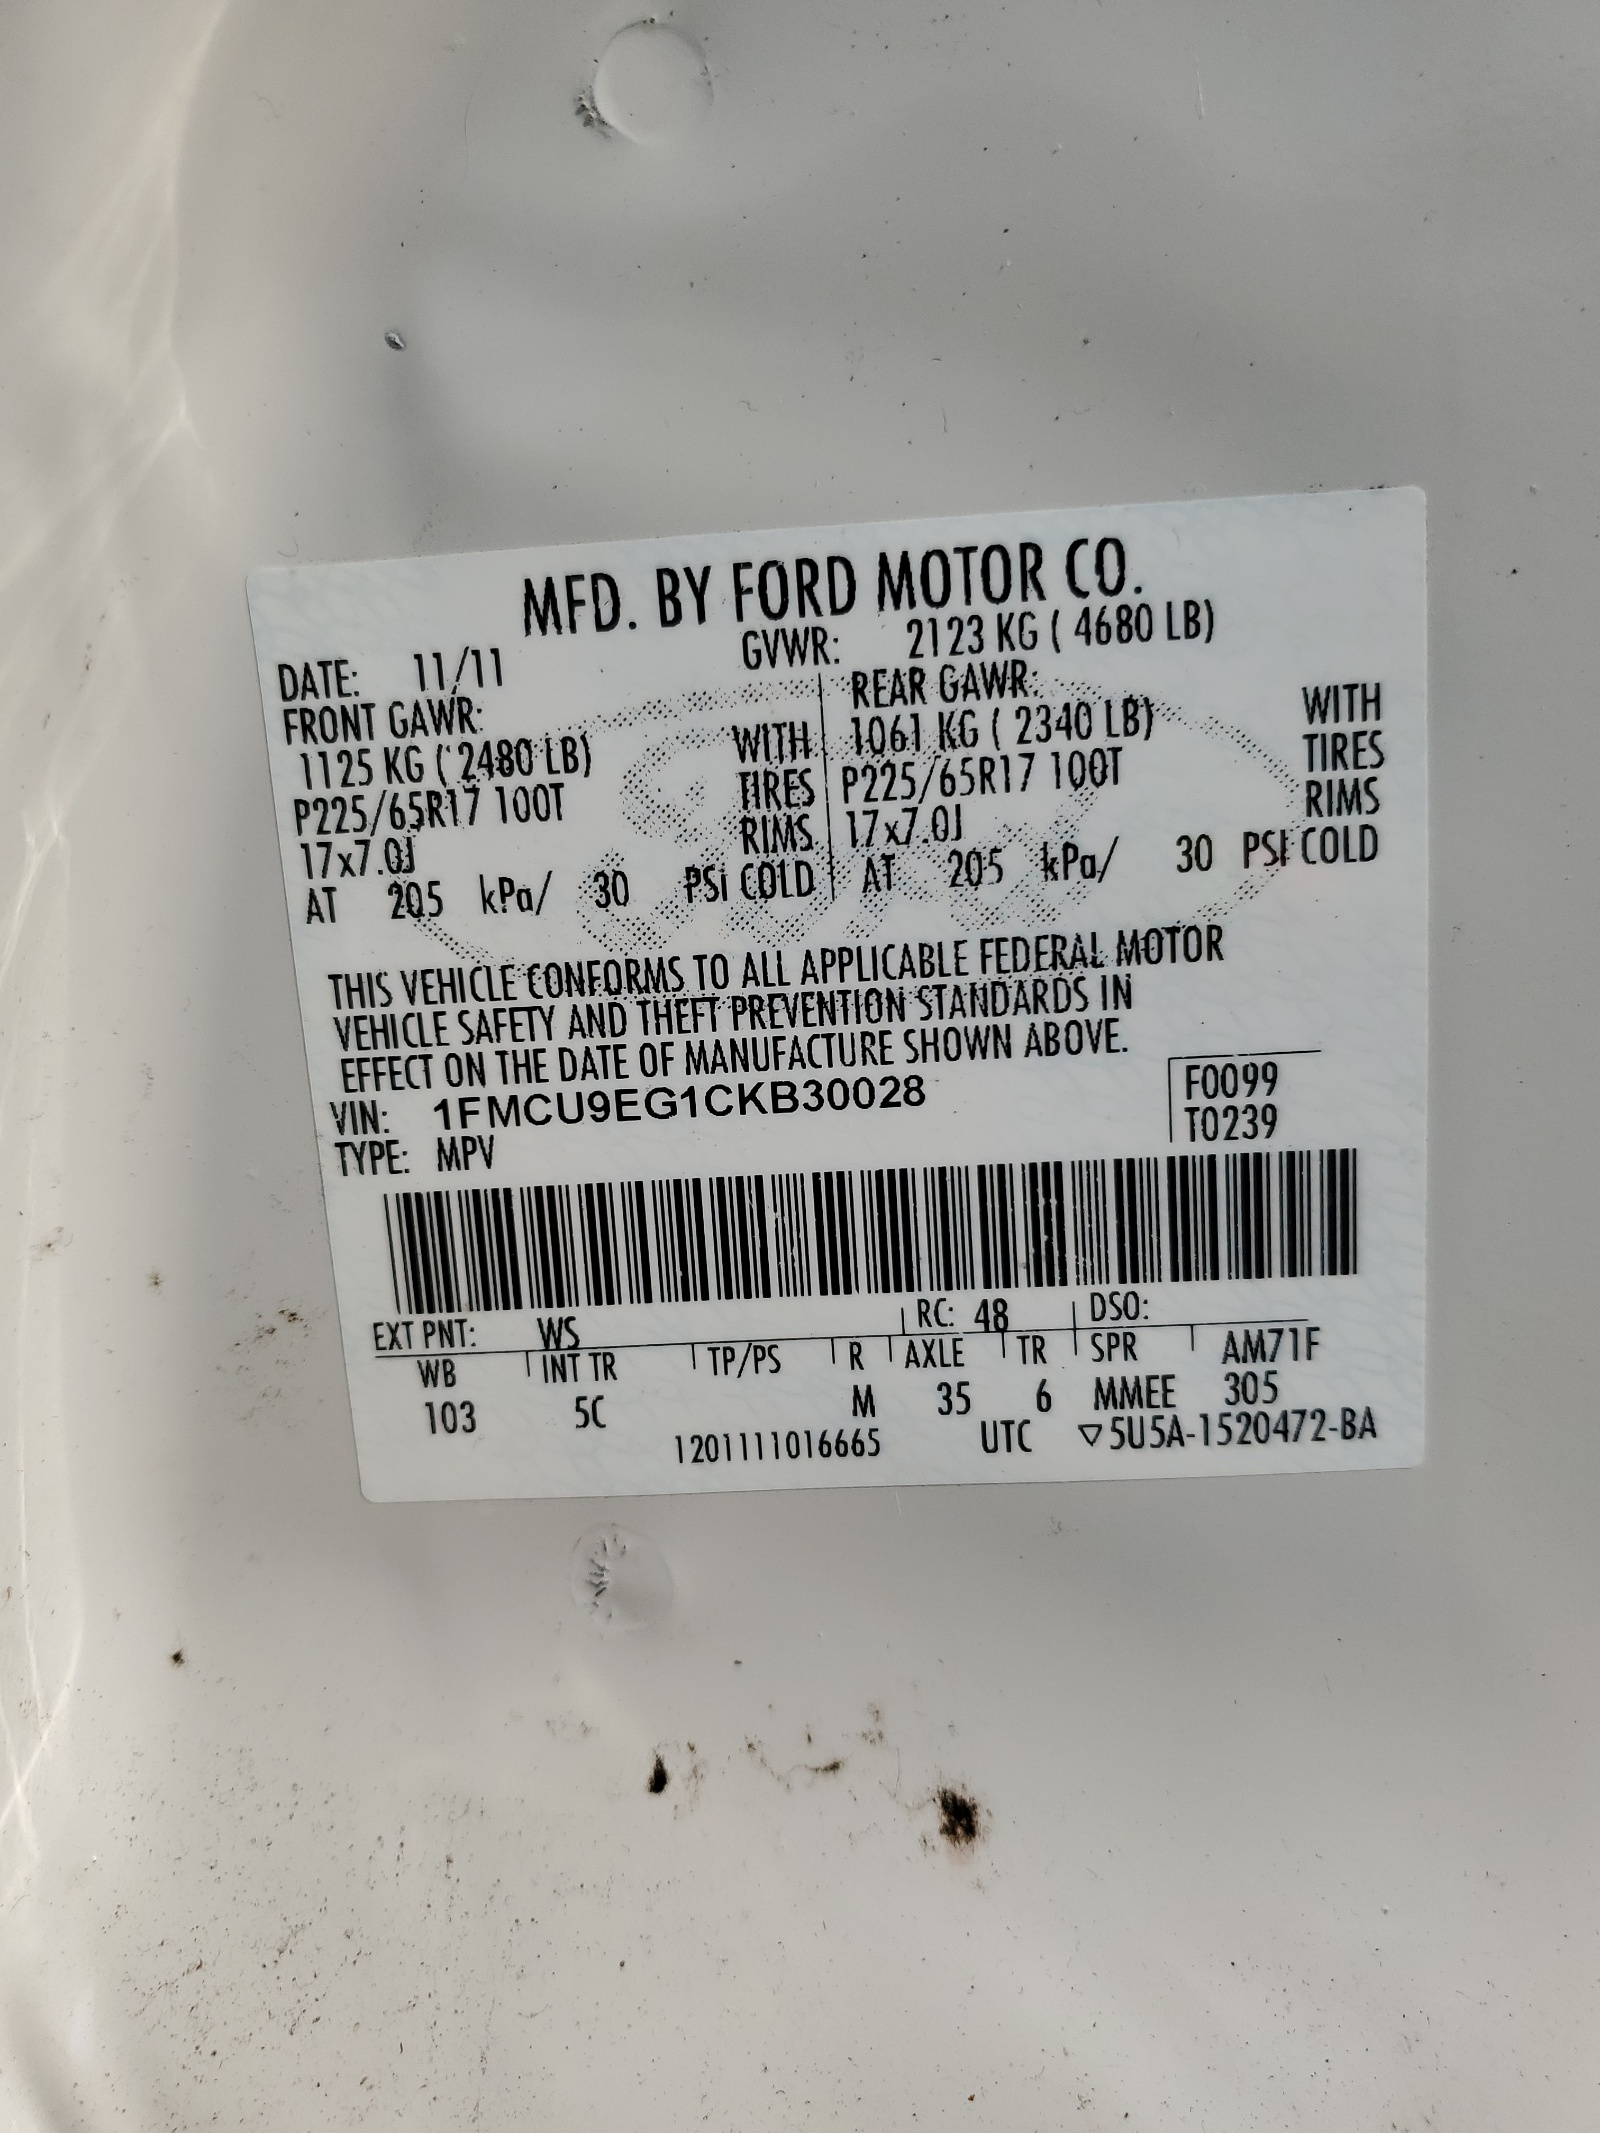 MFD. BY FORD MOTOR CO.
DATE: 11/11 GVWR: 2123 KG ( 4680 LB)
FRONT GAWR: REAR GAWR:
1125 KG ( 2480 LB) WITH 1061 KG ( 2340 LB) WITH
P225/65R17 100T TIRES P225/65R17 100T TIRES
17x7.0J RIMS 17x7.0J RIMS
AT 205 kPa/ 30 PSi COLD AT 205 kPa/ 30 PSI COLD
THIS VEHICLE CONFORMS TO ALL APPLICABLE FEDERAL MOTOR
VEHICLE SAFETY AND THEFT PREVENTION STANDARDS IN
EFFECT ON THE DATE OF MANUFACTURE SHOWN ABOVE.
VIN: 1FMCU9EG1CKB30028 F0099
TYPE: MPV T0239
EXT PNT: WS RC: 48 DSO:
WB INT TR TP/PS R AXLE TR SPR AM71F
103 5C M 35 6 MMEE 305
1201111016665 UTC ▽5U5A-1520472-BA